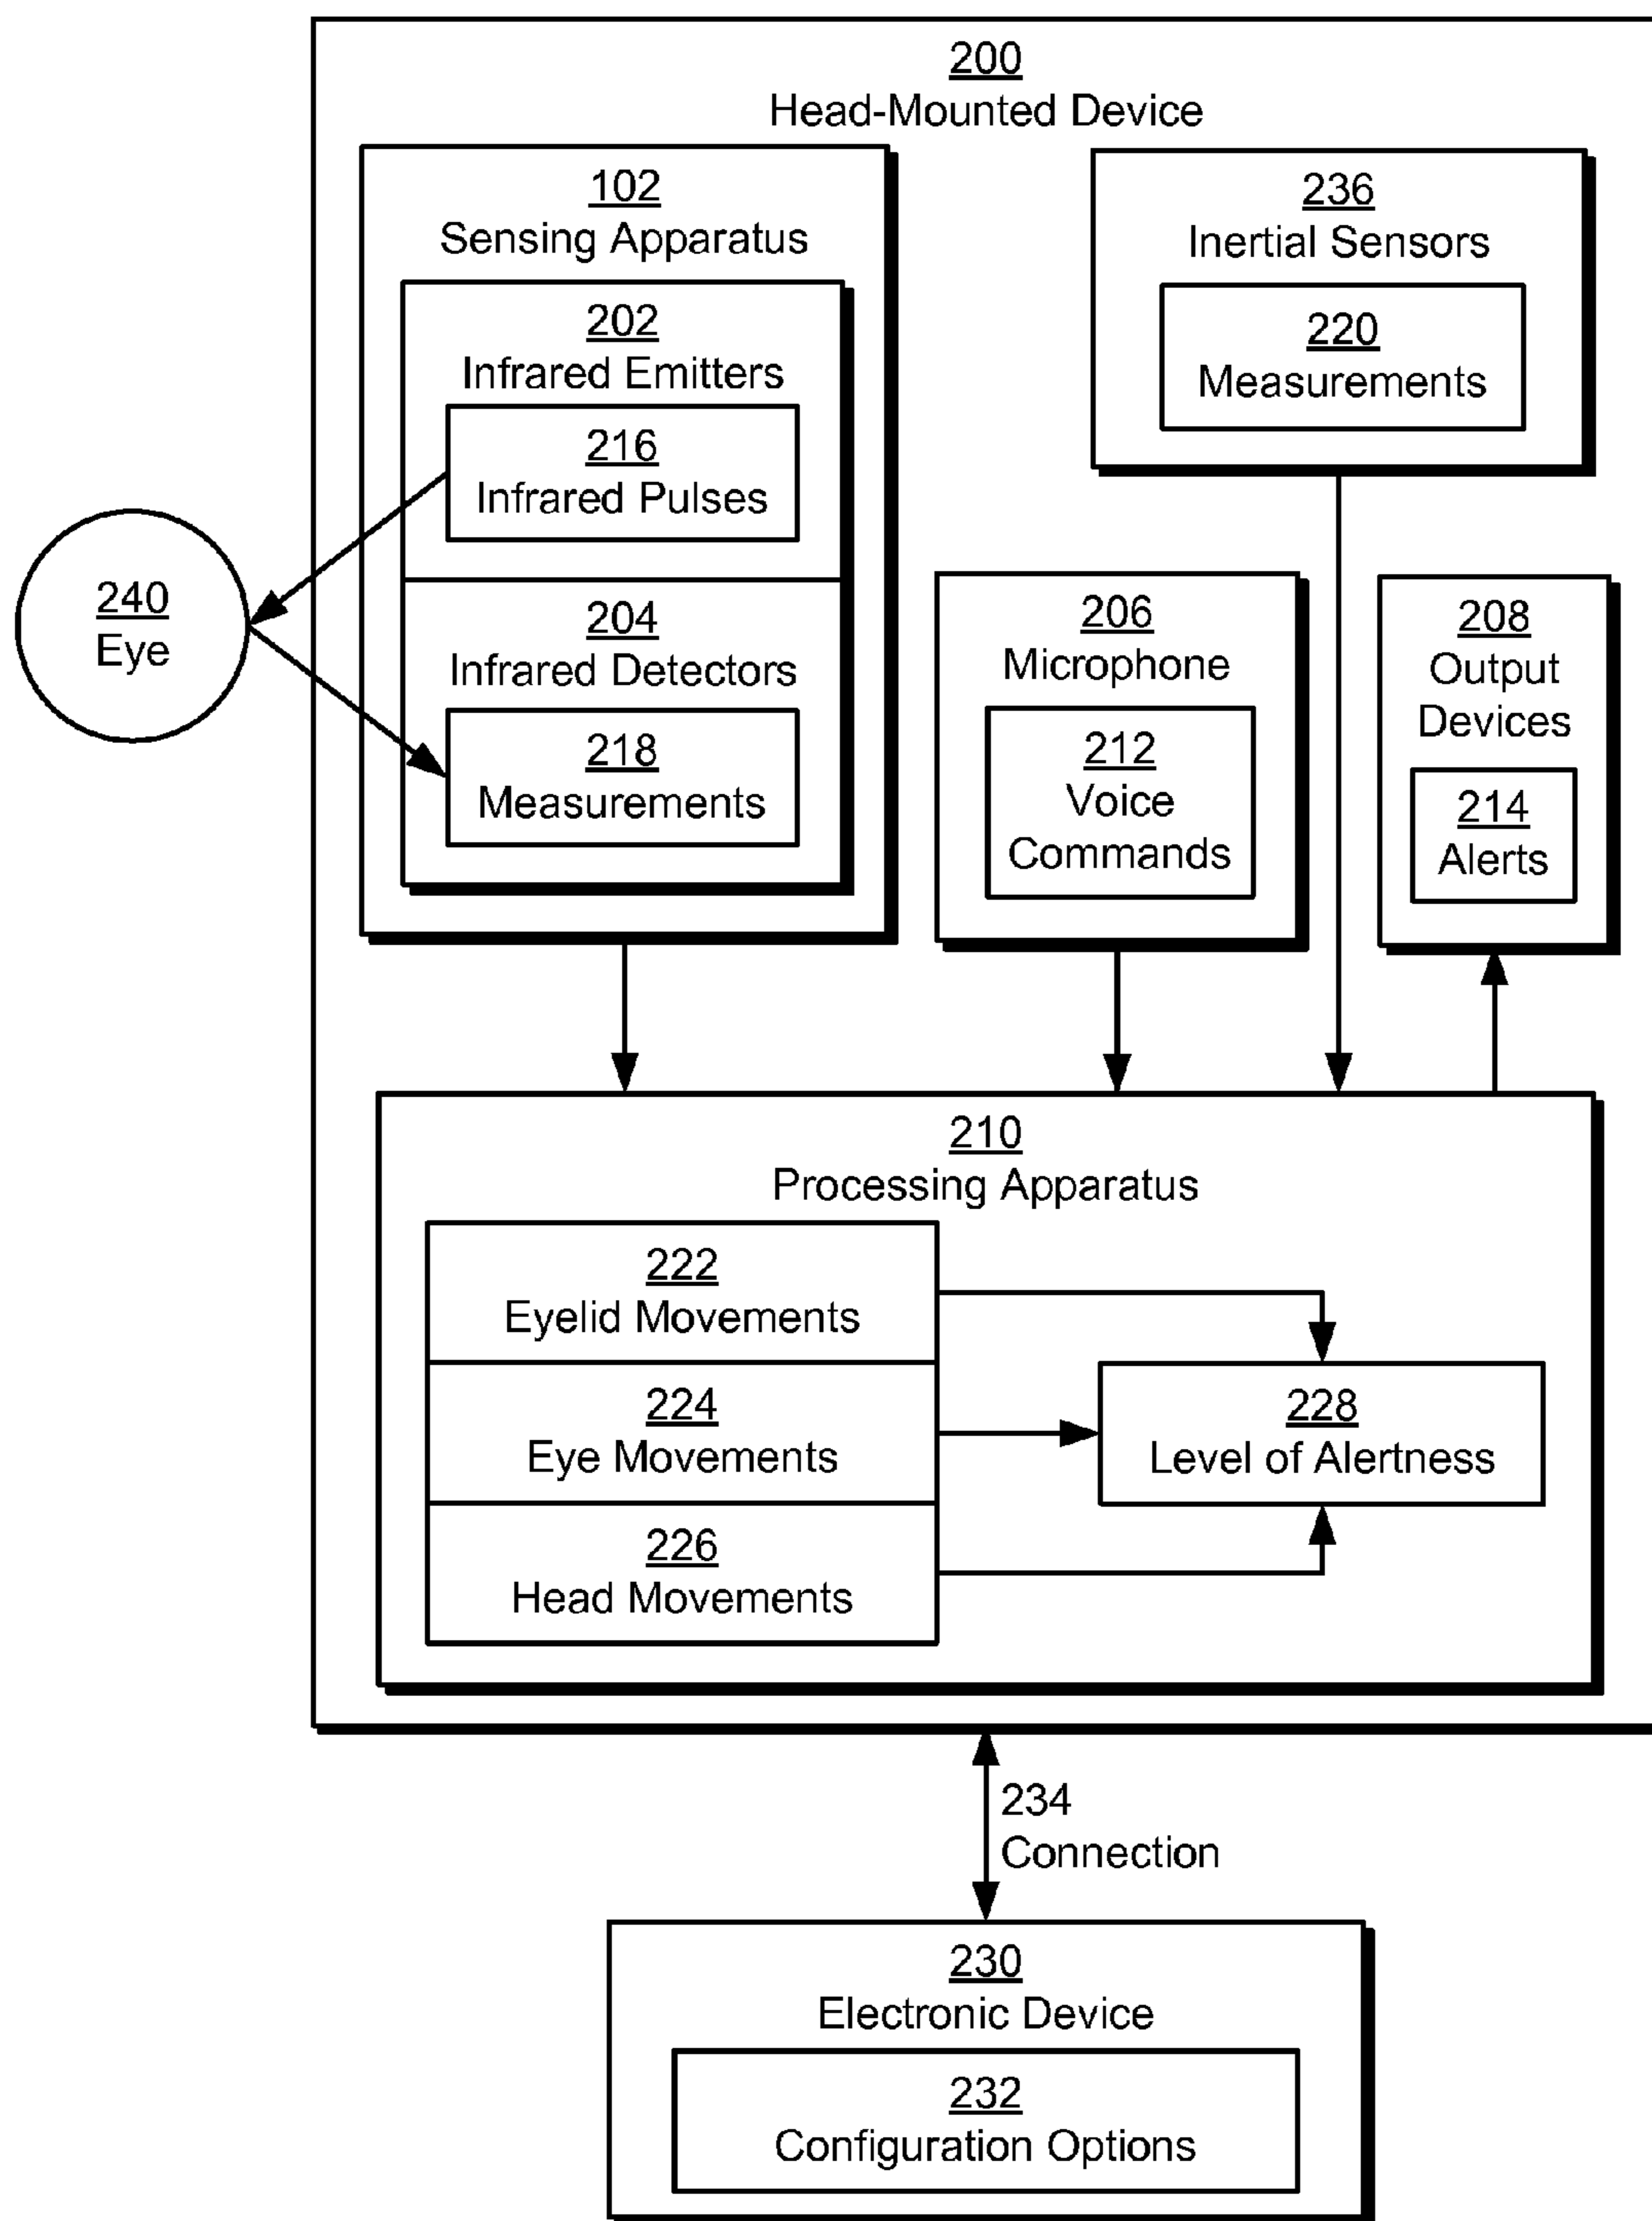 200
Head-Mounted Device
102
Sensing Apparatus
202
Infrared Emitters
216
Infrared Pulses
204
Infrared Detectors
218
Measurements
240
Eye
236
Inertial Sensors
220
Measurements
206
Microphone
212
Voice
Commands
208
Output
Devices
214
Alerts
210
Processing Apparatus
222
Eyelid Movements
224
Eye Movements
226
Head Movements
228
Level of Alertness
234
Connection
230
Electronic Device
232
Configuration Options